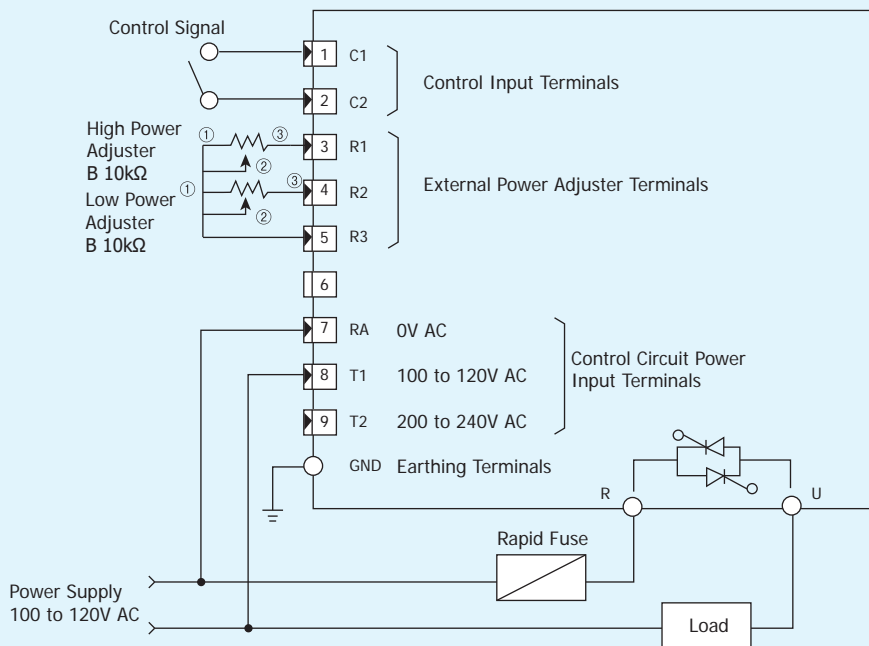 Control Signal
1 C1
Control Input Terminals
2 C2
High Power
Adjuster
B 10kΩ
① ③
②
3 R1
External Power Adjuster Terminals
Low Power
Adjuster
B 10kΩ
① ③
②
4 R2
5 R3
6
7 RA 0V AC
Control Circuit Power
Input Terminals
8 T1 100 to 120V AC
9 T2 200 to 240V AC
GND Earthing Terminals
R
U
Rapid Fuse
Power Supply
100 to 120V AC
Load